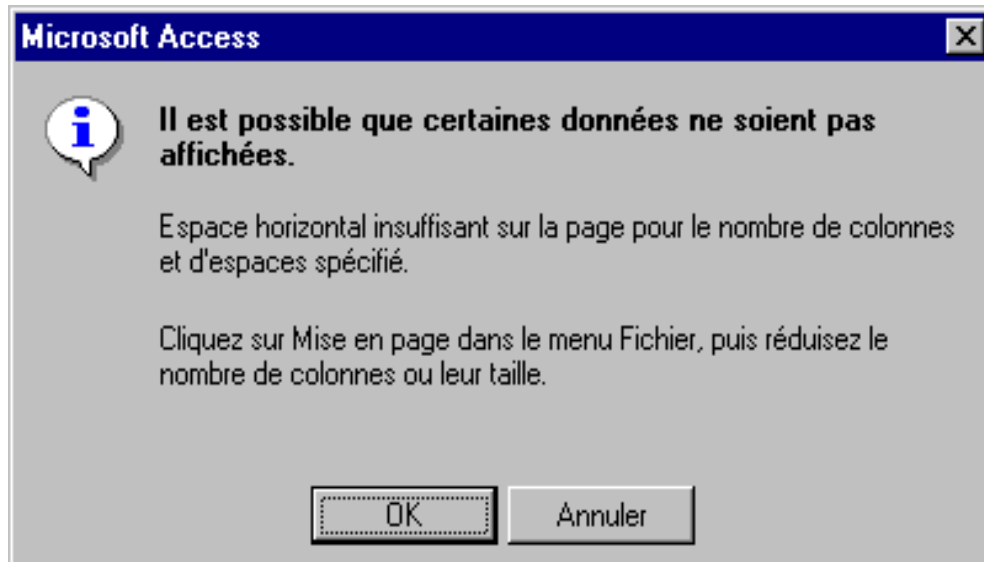 Microsoft Access
Il est possible que certaines données ne soient pas
affichées.
Espace horizontal insuffisant sur la page pour le nombre de colonnes
et d'espaces spécifié.
Cliquez sur Mise en page dans le menu Fichier, puis réduisez le
nombre de colonnes ou leur taille.
OK
Annuler